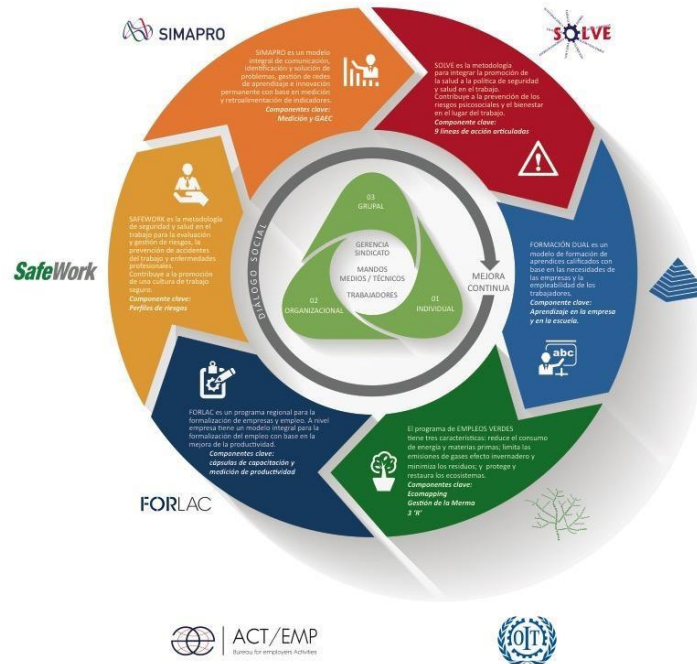 SIMAPRO
SOLVE
SIMAPRO es un modelo
integral de comunicación,
identificación y solución de
problemas, gestión de redes
de aprendizaje e innovación
permanente con base en medición
y retroalimentación de indicadores.
Componentes clave:
Medición y GAEC
SOLVE es la metodología
para integrar la promoción de
la salud a la política de seguridad
y salud en el trabajo.
Contribuye a la prevención de los
riesgos psicosociales y el bienestar
en el lugar del trabajo.
Componente clave:
9 líneas de acción articuladas
SafeWork
SAFEWORK es la metodología
de seguridad y salud en el
trabajo para la evaluación
y gestión de riesgos, la
prevención de accidentes
del trabajo y enfermedades
profesionales.
Contribuye a la promoción
de una cultura de trabajo
seguro.
Componente clave:
Perfiles de riesgos
DIÁLOGO SOCIAL
03
GRUPAL
GERENCIA
SINDICATO
MANDOS
MEDIOS / TÉCNICOS
TRABAJADORES
02
ORGANIZACIONAL
01
INDIVIDUAL
MEJORA
CONTINUA
FORMACIÓN DUAL es un
modelo de formación de
aprendices calificados con
base en las necesidades de
las empresas y la
empleabilidad de los
trabajadores.
Componente clave:
Aprendizaje en la empresa
y en la escuela.
abc
FORLAC es un programa regional para la
formalización de empresas y empleo. A nivel
empresa tiene un modelo integral para la
formalización del empleo con base en la
mejora de la productividad.
Componentes clave:
cápsulas de capacitación y
medición de productividad
El programa de EMPLEOS VERDES
tiene tres características: reduce el consumo
de energía y materias primas; limita las
emisiones de gases efecto invernadero y
minimiza los residuos; y protege y
restaura los ecosistemas.
Componentes clave:
Ecomapping
Gestión de la Merma
3 'R'
FORLAC
ACT/EMP
Bureau for employers Activities
OIT